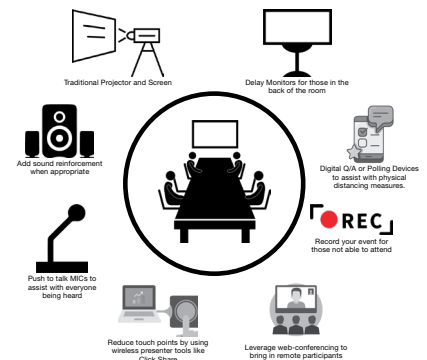 Traditional Projector and Screen
Delay Monitors for those in the
back of the room
Add sound reinforcement
when appropriate
Digital Q/A or Polling Devices
to assist with physical
distancing measures.
REC
Record your event for
those not able to attend
Push to talk MICs to
assist with everyone
being heard
Reduce touch points by using
wireless presenter tools like
Click Share
Leverage web-conferencing to
bring in remote participants